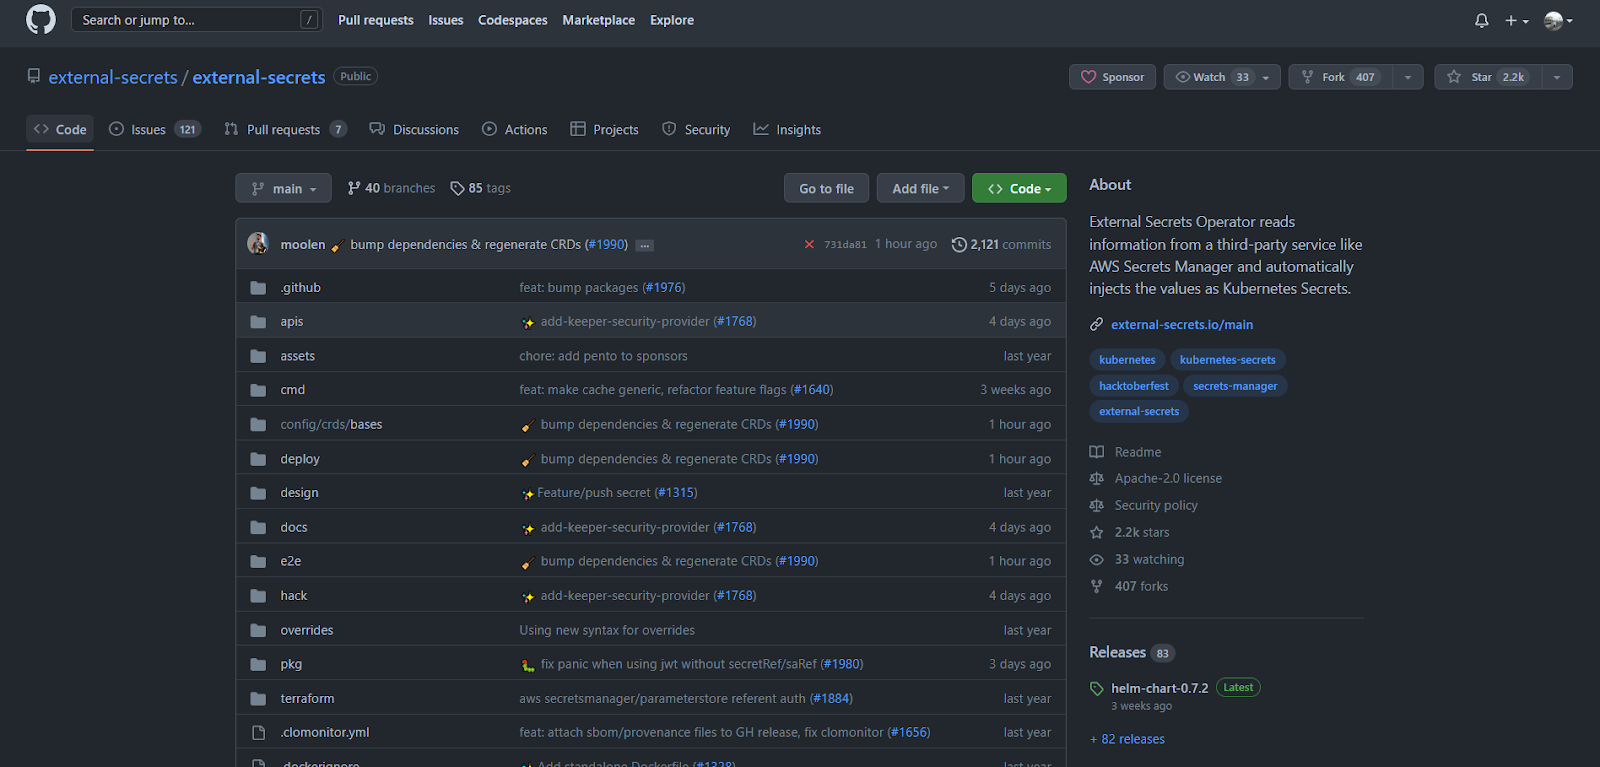 Search or jump to... / Pull requests Issues Codespaces Marketplace Explore
external-secrets / external-secrets Public Sponsor Watch 33 Fork 407 Star 2.2k
Code Issues 121 Pull requests 7 Discussions Actions Projects Security Insights
main 40 branches 85 tags Go to file Add file Code
moolen bump dependencies & regenerate CRDs (#1990) ... 731da81 1 hour ago 2,121 commits
.github feat: bump packages (#1976) 5 days ago
apis add-keeper-security-provider (#1768) 4 days ago
assets chore: add pento to sponsors last year
cmd feat: make cache generic, refactor feature flags (#1640) 3 weeks ago
config/crds/bases bump dependencies & regenerate CRDs (#1990) 1 hour ago
deploy bump dependencies & regenerate CRDs (#1990) 1 hour ago
design Feature/push secret (#1315) last year
docs add-keeper-security-provider (#1768) 4 days ago
e2e bump dependencies & regenerate CRDs (#1990) 1 hour ago
hack add-keeper-security-provider (#1768) 4 days ago
overrides Using new syntax for overrides last year
pkg fix panic when using jwt without secretRef/saRef (#1980) 3 days ago
terraform aws secretsmanager/parameterstore referent auth (#1884) last year
.clomonitor.yml feat: attach sbom/provenance files to GH release, fix clomonitor (#1656) last year
.dockerignore Add standalone Dockerfile (#1328) last year
About
External Secrets Operator reads
information from a third-party service like
AWS Secrets Manager and automatically
injects the values as Kubernetes Secrets.
external-secrets.io/main
kubernetes kubernetes-secrets
hacktoberfest secrets-manager
external-secrets
Readme
Apache-2.0 license
Security policy
2.2k stars
33 watching
407 forks
Releases 83
helm-chart-0.7.2 Latest
3 weeks ago
+ 82 releases